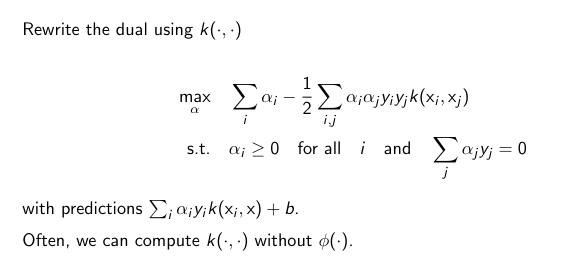 Rewrite the dual using k(·, ·)
max_α ∑_i α_i − 1/2 ∑_{i,j} α_i α_j y_i y_j k(x_i, x_j)
s.t. α_i ≥ 0 for all i and ∑_j α_j y_j = 0
with predictions ∑_i α_i y_i k(x_i, x) + b.
Often, we can compute k(·, ·) without ϕ(·).